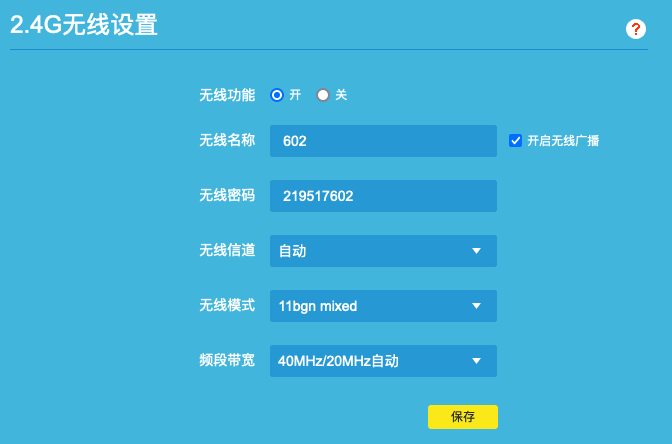 2.4G无线设置
?
无线功能 开 关
无线名称 602 开启无线广播
无线密码 219517602
无线信道 自动
无线模式 11bgn mixed
频段带宽 40MHz/20MHz自动
保存